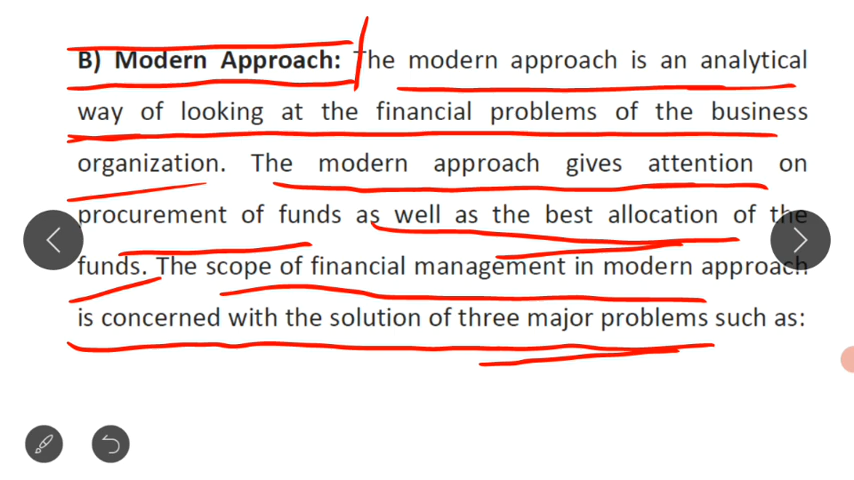 B) Modern Approach: The modern approach is an analytical
way of looking at the financial problems of the business
organization. The modern approach gives attention on
procurement of funds as well as the best allocation of the
funds. The scope of financial management in modern approach
is concerned with the solution of three major problems such as: